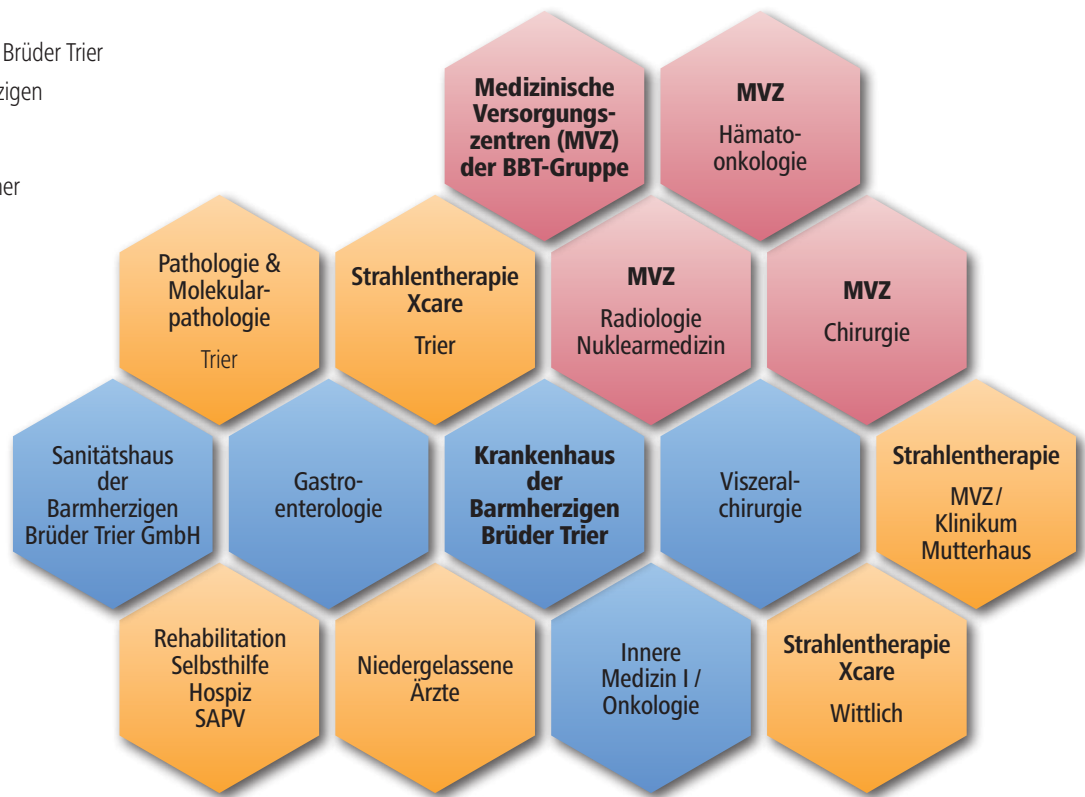 Brüder Trier
zigen
ner
Medizinische
Versorgungs-
zentren (MVZ)
der BBT-Gruppe
MVZ
Hämato-
onkologie
Pathologie &
Molekular-
pathologie
Trier
Strahlentherapie
Xcare
Trier
MVZ
Radiologie
Nuklearmedizin
MVZ
Chirurgie
Sanitätshaus
der
Barmherzigen
Brüder Trier GmbH
Gastro-
enterologie
Krankenhaus
der
Barmherzigen
Brüder Trier
Viszeral-
chirurgie
Strahlentherapie
MVZ /
Klinikum
Mutterhaus
Rehabilitation
Selbsthilfe
Hospiz
SAPV
Niedergelassene
Ärzte
Innere
Medizin I /
Onkologie
Strahlentherapie
Xcare
Wittlich